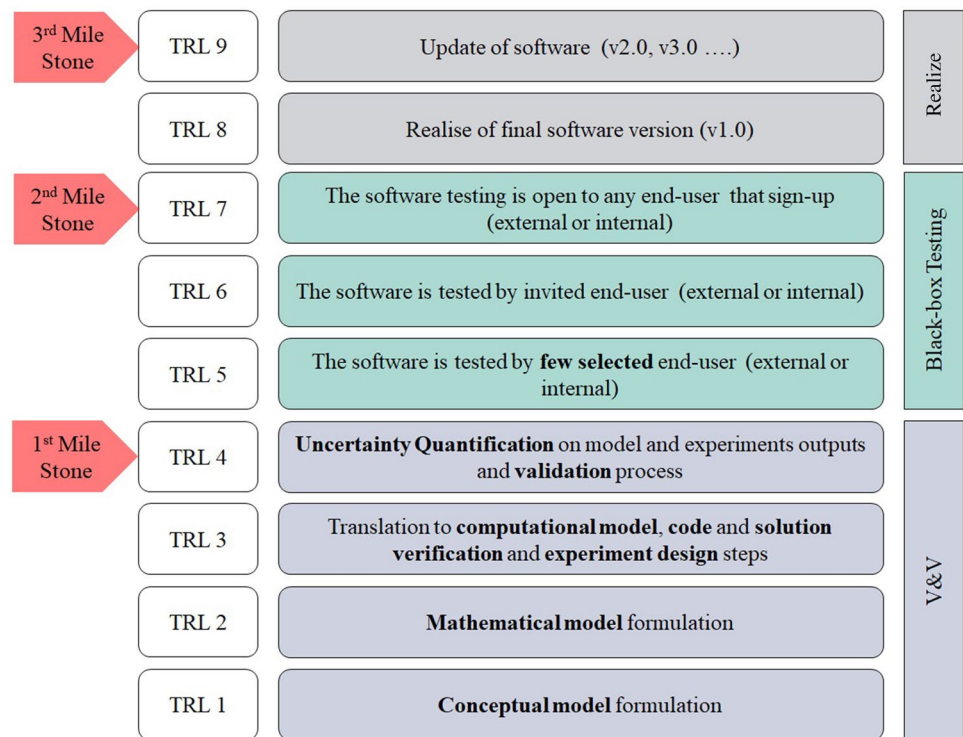 3rd Mile
Stone
TRL 9
Update of software (v2.0, v3.0 ….)
Realize
TRL 8
Realise of final software version (v1.0)
2nd Mile
Stone
TRL 7
The software testing is open to any end-user that sign-up
(external or internal)
Black-box Testing
TRL 6
The software is tested by invited end-user (external or internal)
TRL 5
The software is tested by few selected end-user (external or
internal)
1st Mile
Stone
TRL 4
Uncertainty Quantification on model and experiments outputs
and validation process
V&V
TRL 3
Translation to computational model, code and solution
verification and experiment design steps
TRL 2
Mathematical model formulation
TRL 1
Conceptual model formulation